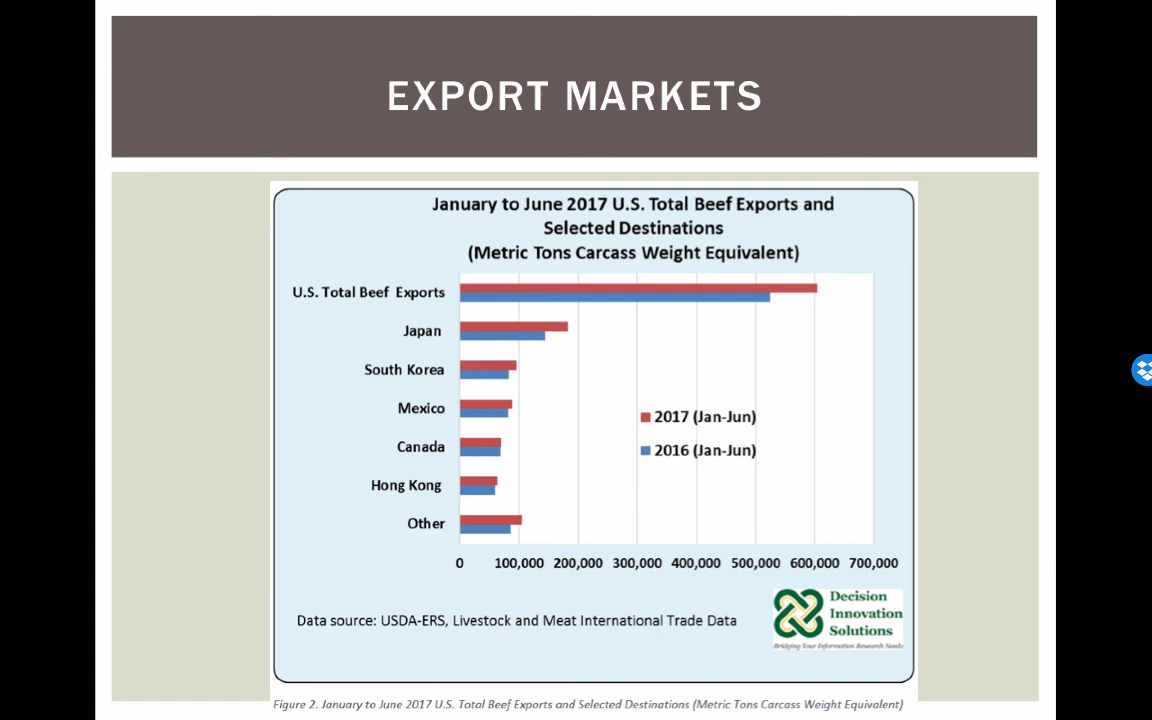 EXPORT MARKETS
January to June 2017 U.S. Total Beef Exports and
Selected Destinations
(Metric Tons Carcass Weight Equivalent)
U.S. Total Beef Exports
Japan
South Korea
Mexico
Canada
Hong Kong
Other
2017 (Jan-Jun)
2016 (Jan-Jun)
0 100,000 200,000 300,000 400,000 500,000 600,000 700,000
Data source: USDA-ERS, Livestock and Meat International Trade Data
Decision
Innovation
Solutions
Bridging Your Information Research Needs
Figure 2. January to June 2017 U.S. Total Beef Exports and Selected Destinations (Metric Tons Carcass Weight Equivalent)